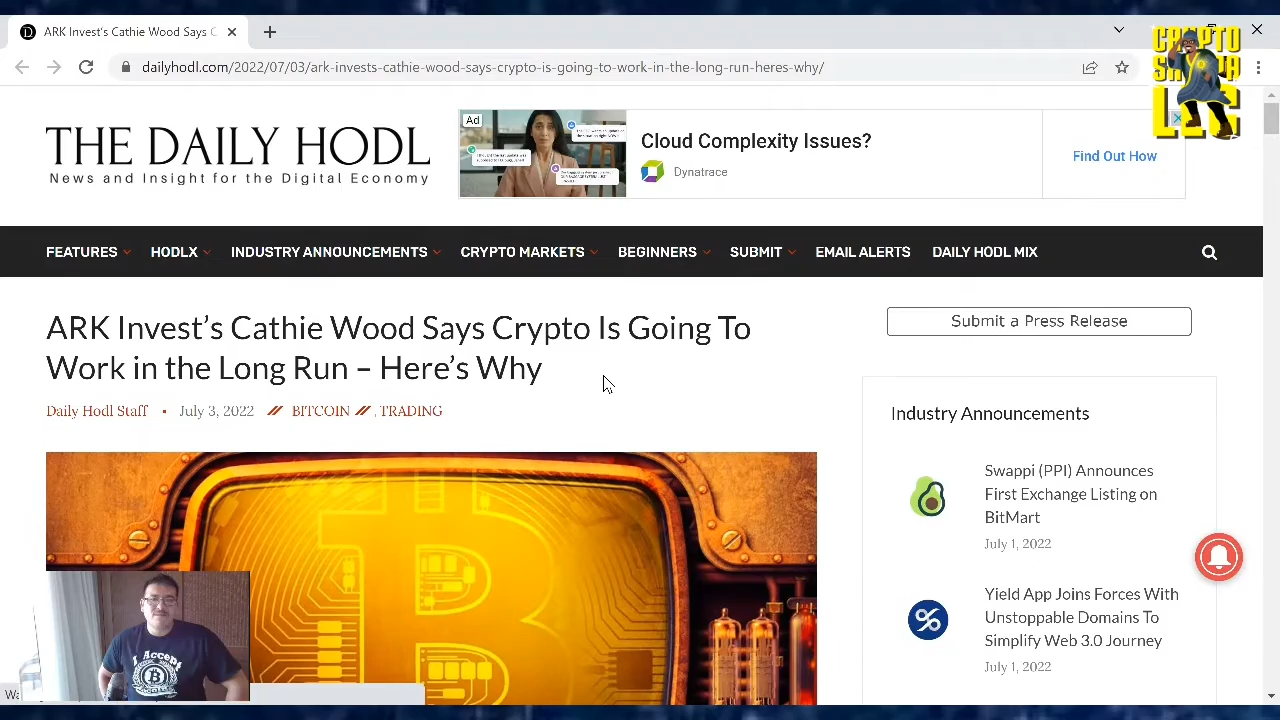 ARK Invest's Cathie Wood Says C
dailyhodl.com/2022/07/03/ark-invests-cathie-wood-says-crypto-is-going-to-work-in-the-long-run-heres-why/
CRYPTO
LEO
THE DAILY HODL
News and Insight for the Digital Economy
Ad
Cloud Complexity Issues?
Dynatrace
Find Out How
FEATURES HODLX INDUSTRY ANNOUNCEMENTS CRYPTO MARKETS BEGINNERS SUBMIT EMAIL ALERTS DAILY HODL MIX
ARK Invest's Cathie Wood Says Crypto Is Going To
Work in the Long Run – Here's Why
Daily Hodl Staff • July 3, 2022 // BITCOIN // , TRADING
Submit a Press Release
Industry Announcements
Swappi (PPI) Announces
First Exchange Listing on
BitMart
July 1, 2022
Yield App Joins Forces With
Unstoppable Domains To
Simplify Web 3.0 Journey
July 1, 2022
I Accept